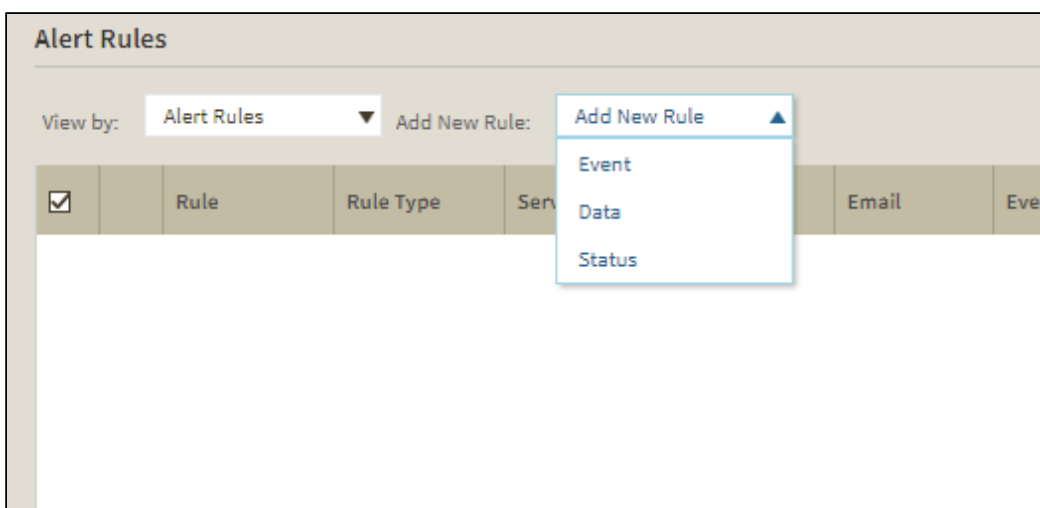 Alert Rules
View by: Alert Rules Add New Rule: Add New Rule
Event
Data
Status
Rule Rule Type Email